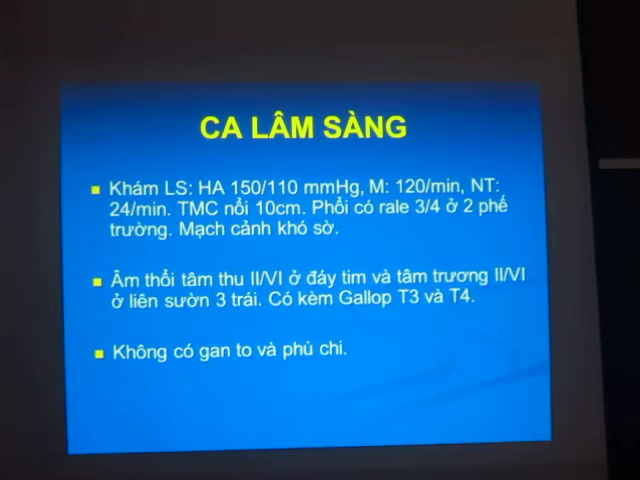 CA LÂM SÀNG
Khám LS: HA 150/110 mmHg, M: 120/min, NT:
24/min. TMC nổi 10cm. Phổi có rale 3/4 ở 2 phế
trường. Mạch cảnh khó sờ.
Âm thổi tâm thu II/VI ở đáy tim và tâm trương II/VI
ở liên sườn 3 trái. Có kèm Gallop T3 và T4.
Không có gan to và phù chi.